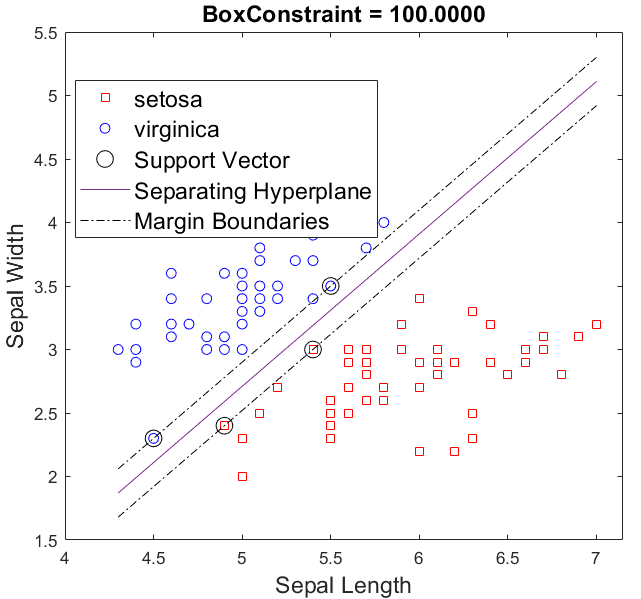 BoxConstraint = 100.0000
5.5
5
4.5
4
3.5
3
2.5
2
1.5
Sepal Width
setosa
virginica
Support Vector
Separating Hyperplane
Margin Boundaries
4 4.5 5 5.5 6 6.5 7
Sepal Length